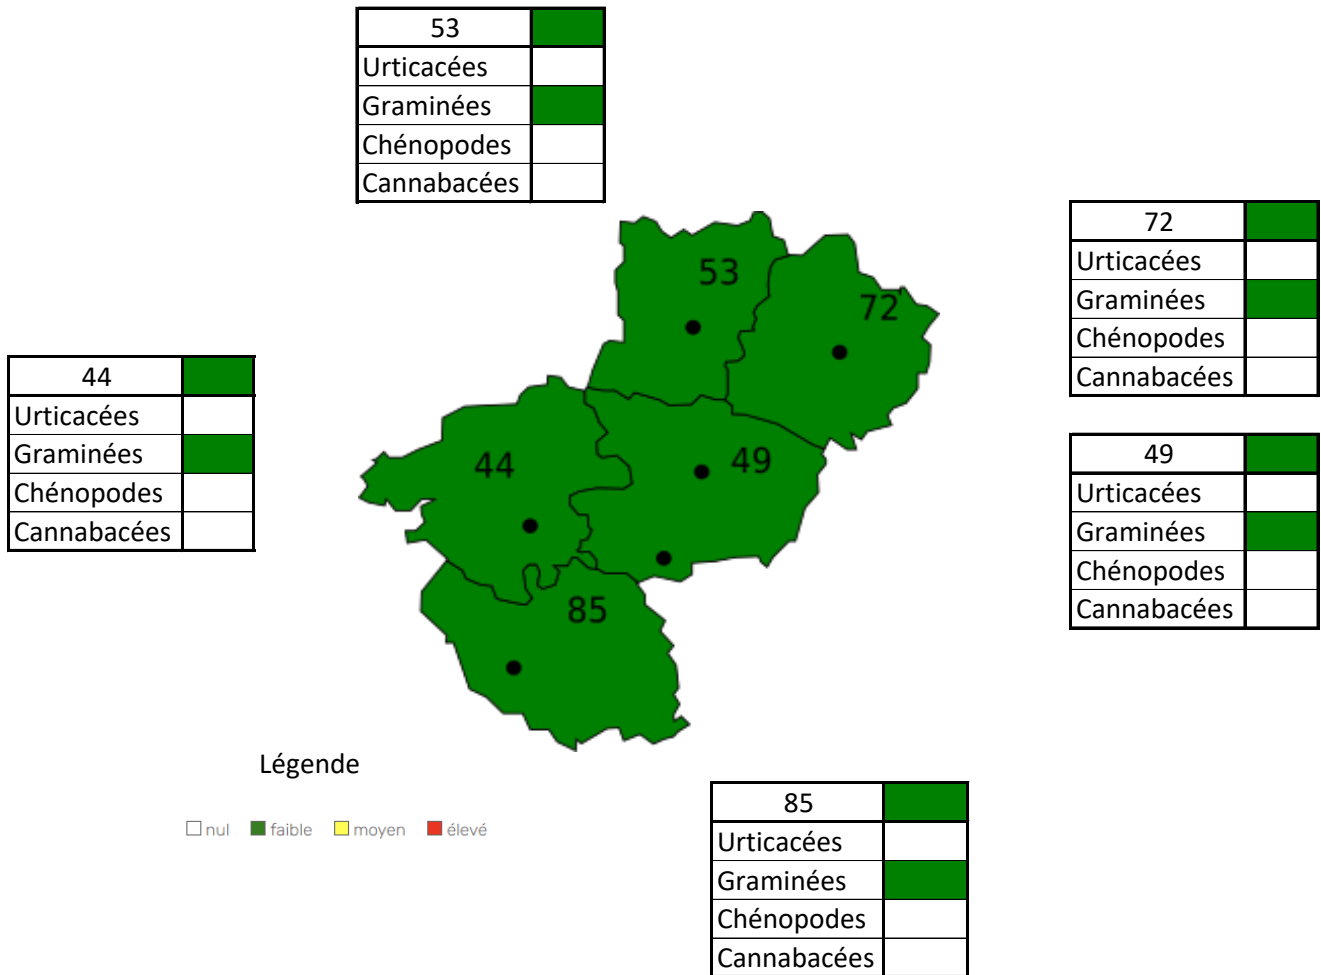 53
Urticacées
Graminées
Chénopodes
Cannabacées
72
Urticacées
Graminées
Chénopodes
Cannabacées
53
72
44
Urticacées
Graminées
Chénopodes
Cannabacées
44
49
49
Urticacées
Graminées
Chénopodes
Cannabacées
85
Légende
nul faible moyen élevé
85
Urticacées
Graminées
Chénopodes
Cannabacées